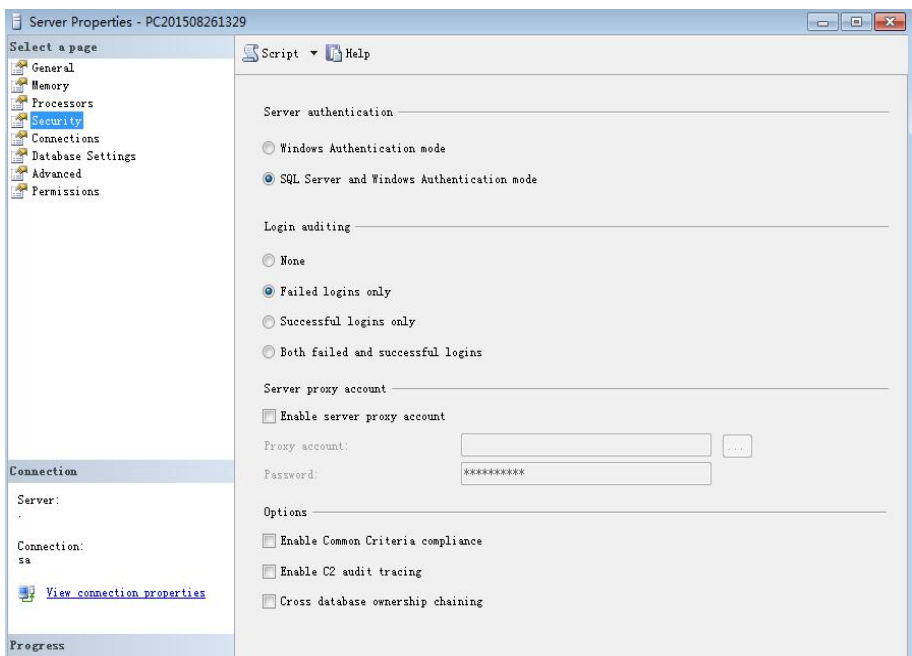 Server Properties - PC201508261329
Select a page
General
Memory
Processors
Security
Connections
Database Settings
Advanced
Permissions
Script
Help
Server authentication
Windows Authentication mode
SQL Server and Windows Authentication mode
Login auditing
None
Failed logins only
Successful logins only
Both failed and successful logins
Server proxy account
Enable server proxy account
Proxy account:
...
Password:
**********
Options
Enable Common Criteria compliance
Enable C2 audit tracing
Cross database ownership chaining
Connection
Server:
.
Connection:
sa
View connection properties
Progress